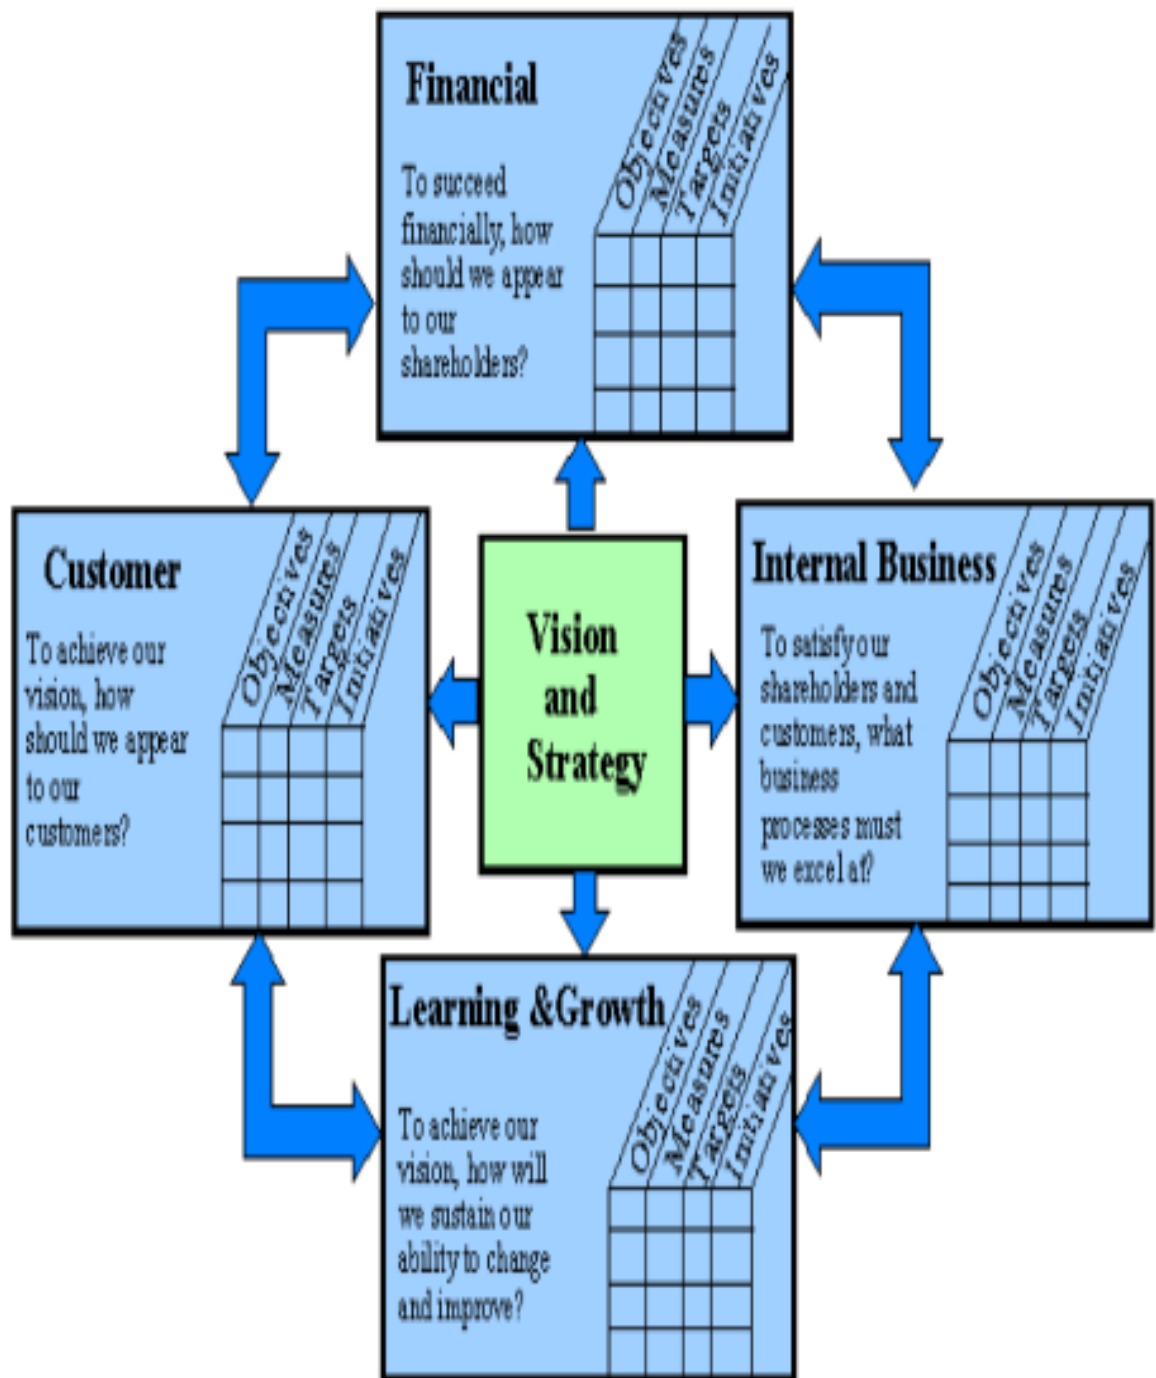 Financial
To succeed
financially, how
should we appear
to our
shareholders?
Objectives
Measures
Targets
Initiatives
Customer
To achieve our
vision, how
should we appear
to our
customers?
Objectives
Measures
Targets
Initiatives
Vision
and
Strategy
Internal Business
To satisfy our
shareholders and
customers, what
business
processes must
we excel at?
Objectives
Measures
Targets
Initiatives
Learning &Growth
To achieve our
vision, how will
we sustain our
ability to change
and improve?
Objectives
Measures
Targets
Initiatives